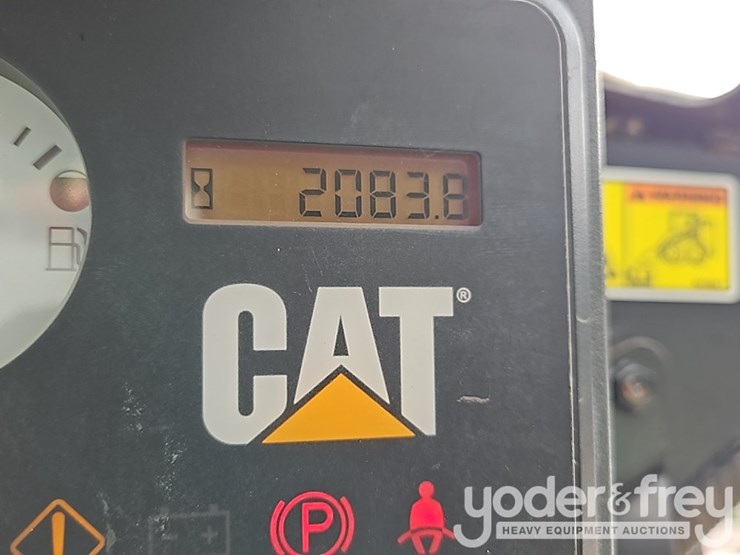 2083.8
CAT®
P
yoder&frey
HEAVY EQUIPMENT AUCTIONS